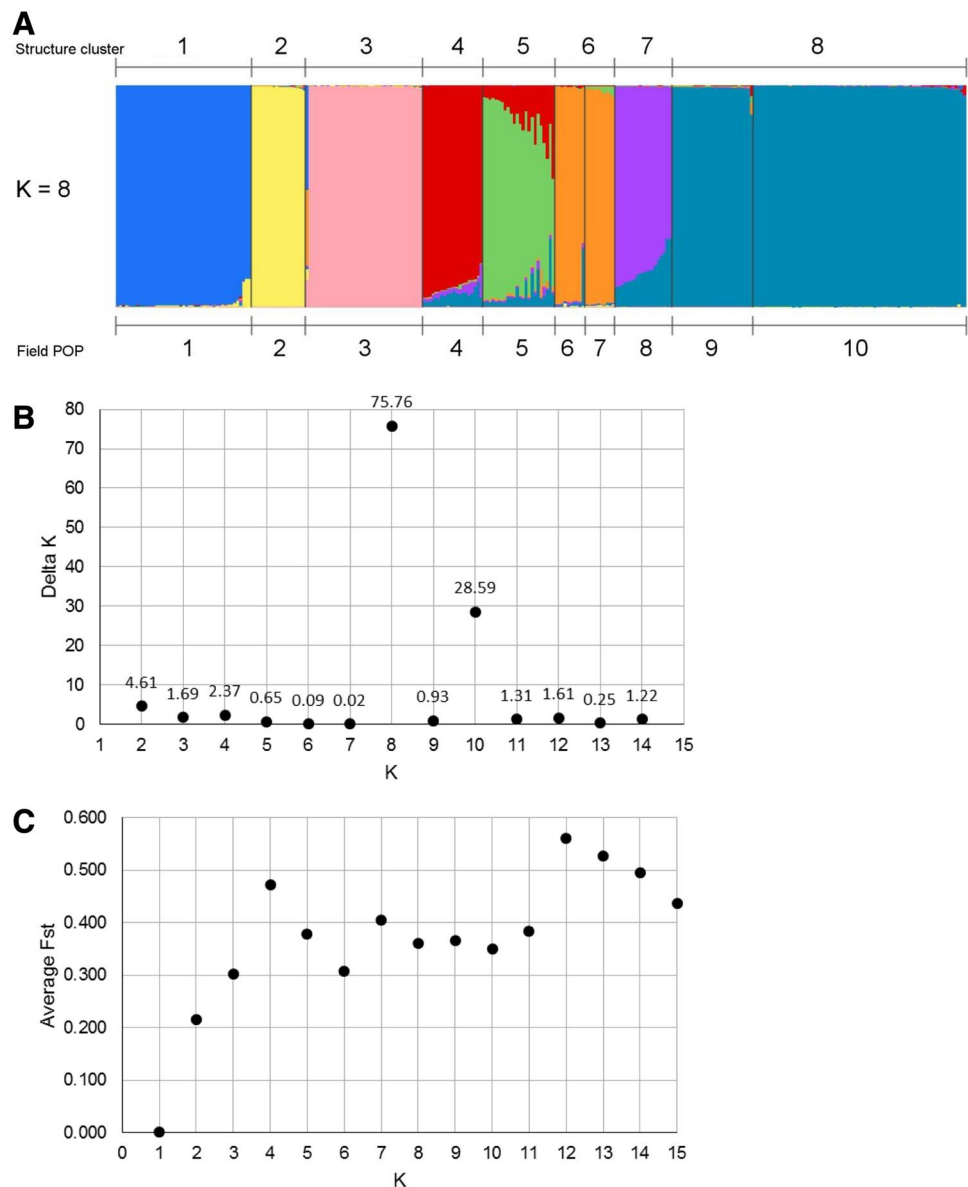 A
Structure cluster 1 2 3 4 5 6 7 8
K = 8
Field POP 1 2 3 4 5 6 7 8 9 10
B
75.76
80
70
60
50
40
28.59
30
20
10
4.61 1.69 2.37 0.65 0.09 0.02 0.93 1.31 1.61 0.25 1.22
0
Delta K
1 2 3 4 5 6 7 8 9 10 11 12 13 14 15
K
C
0.600
0.500
0.400
0.300
0.200
0.100
0.000
Average Fst
0 1 2 3 4 5 6 7 8 9 10 11 12 13 14 15
K